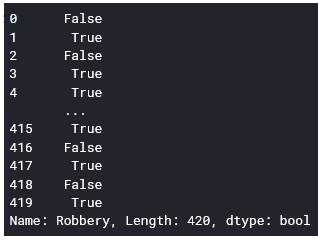 0      False
1       True
2      False
3       True
4       True
       ...
415     True
416    False
417     True
418    False
419     True
Name: Robbery, Length: 420, dtype: bool